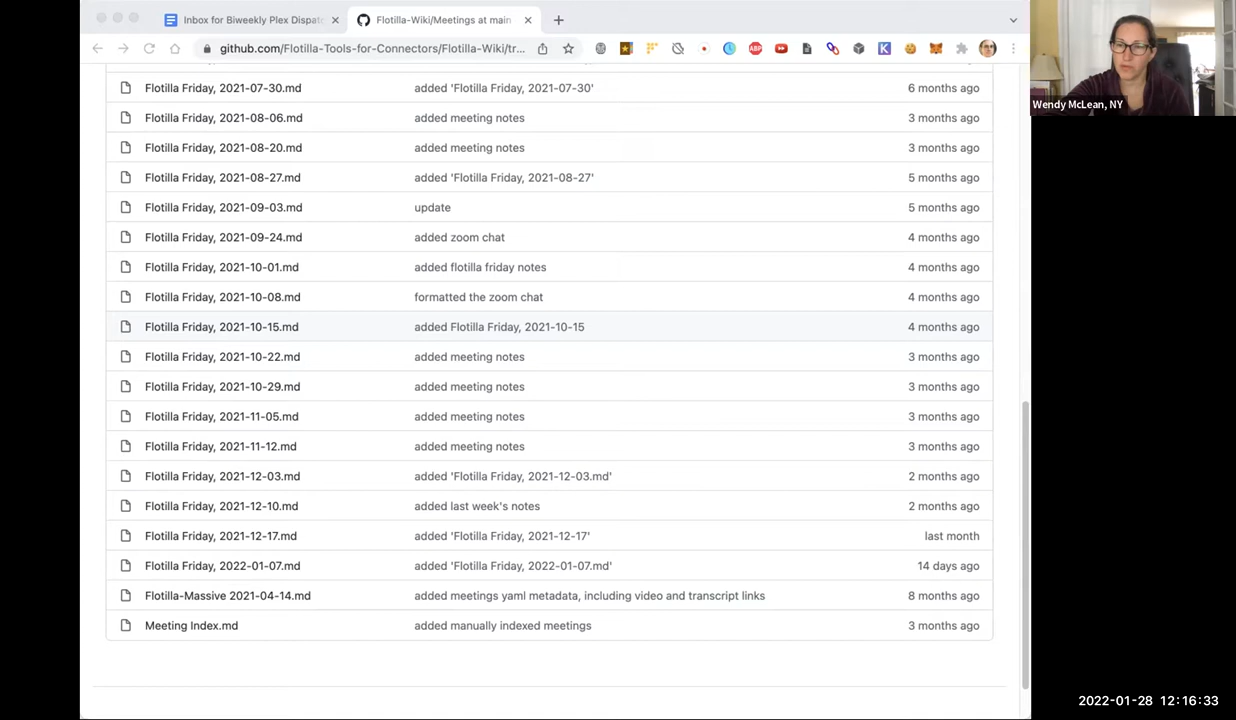 Inbox for Biweekly Plex Dispat
Flotilla-Wiki/Meetings at main
github.com/Flotilla-Tools-for-Connectors/Flotilla-Wiki/tr...
ABP
K
Wendy McLean, NY
Flotilla Friday, 2021-07-30.md added 'Flotilla Friday, 2021-07-30' 6 months ago
Flotilla Friday, 2021-08-06.md added meeting notes 3 months ago
Flotilla Friday, 2021-08-20.md added meeting notes 3 months ago
Flotilla Friday, 2021-08-27.md added 'Flotilla Friday, 2021-08-27' 5 months ago
Flotilla Friday, 2021-09-03.md update 5 months ago
Flotilla Friday, 2021-09-24.md added zoom chat 4 months ago
Flotilla Friday, 2021-10-01.md added flotilla friday notes 4 months ago
Flotilla Friday, 2021-10-08.md formatted the zoom chat 4 months ago
Flotilla Friday, 2021-10-15.md added Flotilla Friday, 2021-10-15 4 months ago
Flotilla Friday, 2021-10-22.md added meeting notes 3 months ago
Flotilla Friday, 2021-10-29.md added meeting notes 3 months ago
Flotilla Friday, 2021-11-05.md added meeting notes 3 months ago
Flotilla Friday, 2021-11-12.md added meeting notes 3 months ago
Flotilla Friday, 2021-12-03.md added 'Flotilla Friday, 2021-12-03.md' 2 months ago
Flotilla Friday, 2021-12-10.md added last week's notes 2 months ago
Flotilla Friday, 2021-12-17.md added 'Flotilla Friday, 2021-12-17' last month
Flotilla Friday, 2022-01-07.md added 'Flotilla Friday, 2022-01-07.md' 14 days ago
Flotilla-Massive 2021-04-14.md added meetings yaml metadata, including video and transcript links 8 months ago
Meeting Index.md added manually indexed meetings 3 months ago
2022-01-28 12:16:33